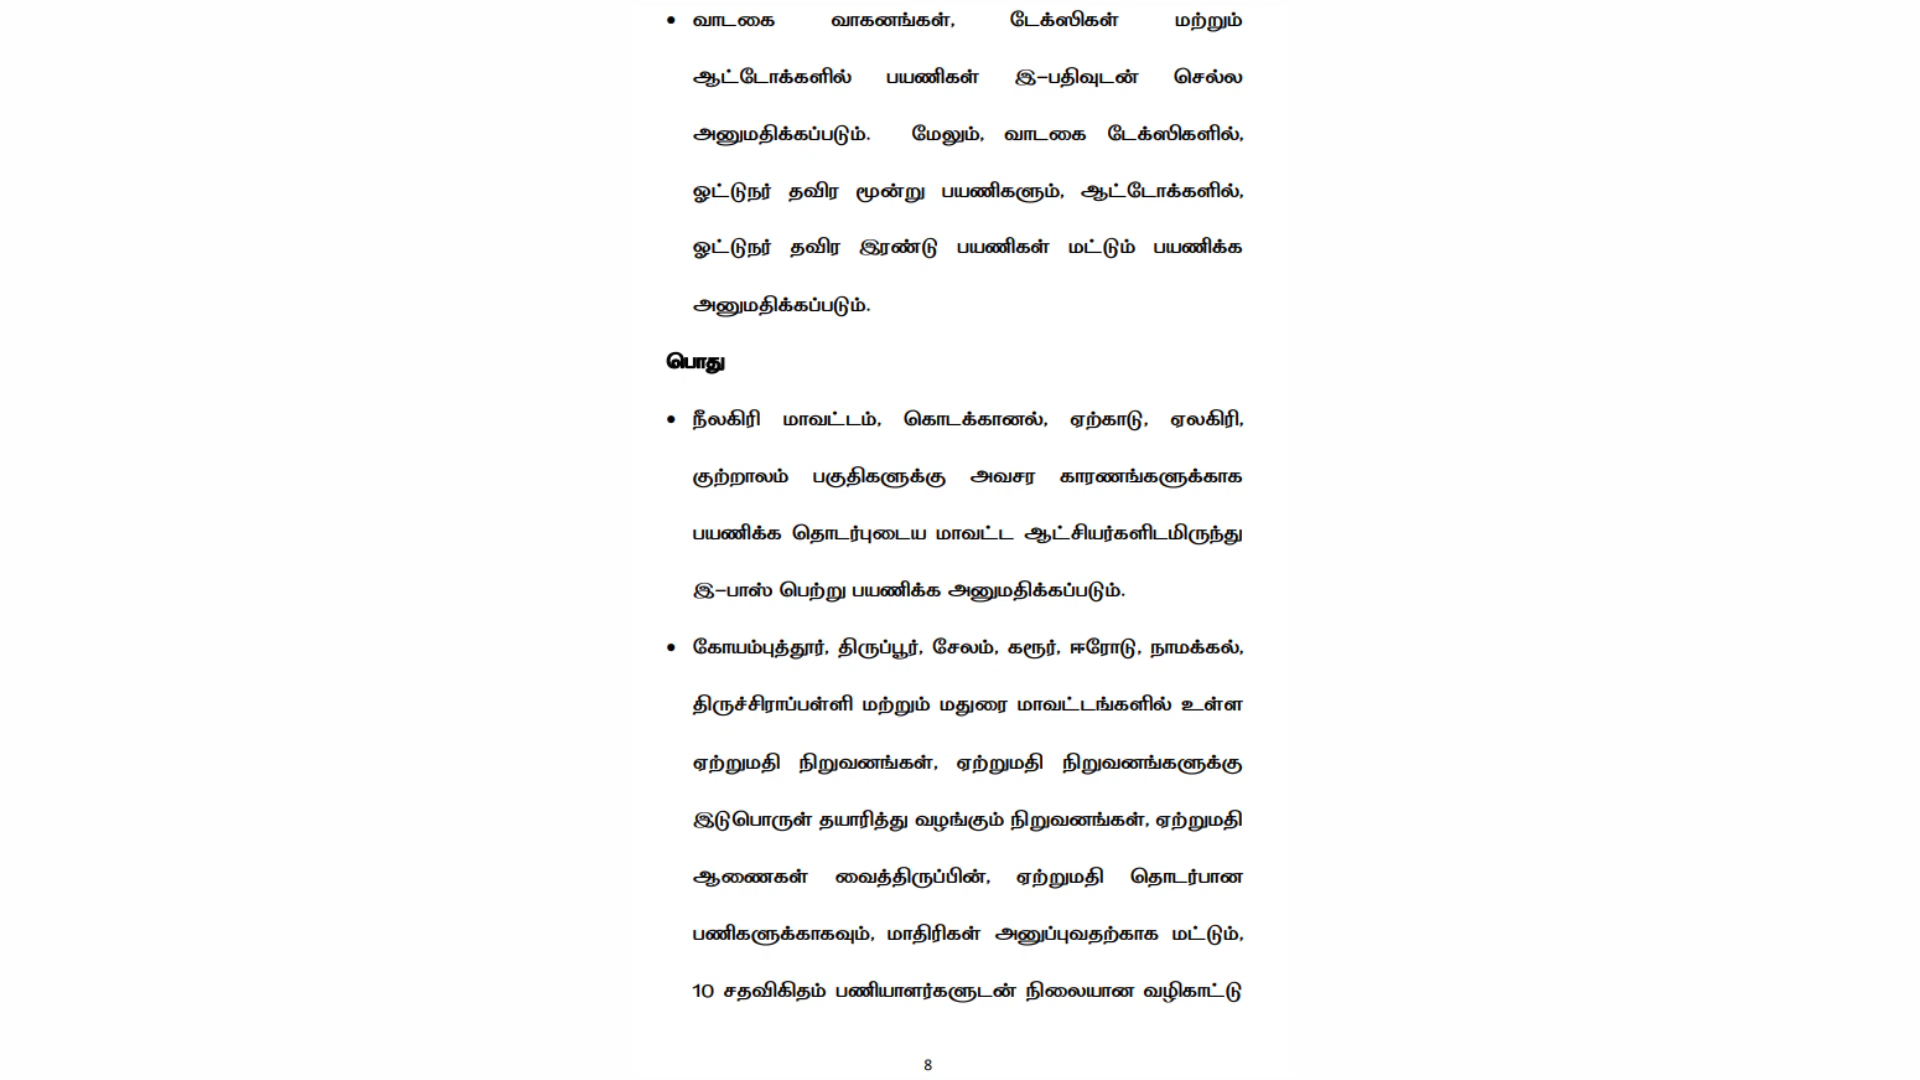 • வாடகை வாகனங்கள், டேக்ஸிகள் மற்றும்
ஆட்டோக்களில் பயணிகள் இ-பதிவுடன் செல்ல
அனுமதிக்கப்படும். மேலும், வாடகை டேக்ஸிகளில்,
ஓட்டுநர் தவிர மூன்று பயணிகளும், ஆட்டோக்களில்,
ஓட்டுநர் தவிர இரண்டு பயணிகள் மட்டும் பயணிக்க
அனுமதிக்கப்படும்.
பொது
• நீலகிரி மாவட்டம், கொடக்கானல், ஏற்காடு, ஏலகிரி,
குற்றாலம் பகுதிகளுக்கு அவசர காரணங்களுக்காக
பயணிக்க தொடர்புடைய மாவட்ட ஆட்சியர்களிடமிருந்து
இ-பாஸ் பெற்று பயணிக்க அனுமதிக்கப்படும்.
• கோயம்புத்தூர், திருப்பூர், சேலம், கரூர், ஈரோடு, நாமக்கல்,
திருச்சிராப்பள்ளி மற்றும் மதுரை மாவட்டங்களில் உள்ள
ஏற்றுமதி நிறுவனங்கள், ஏற்றுமதி நிறுவனங்களுக்கு
இடுபொருள் தயாரித்து வழங்கும் நிறுவனங்கள், ஏற்றுமதி
ஆணைகள் வைத்திருப்பின், ஏற்றுமதி தொடர்பான
பணிகளுக்காகவும், மாதிரிகள் அனுப்புவதற்காக மட்டும்,
10 சதவிகிதம் பணியாளர்களுடன் நிலையான வழிகாட்டு
8